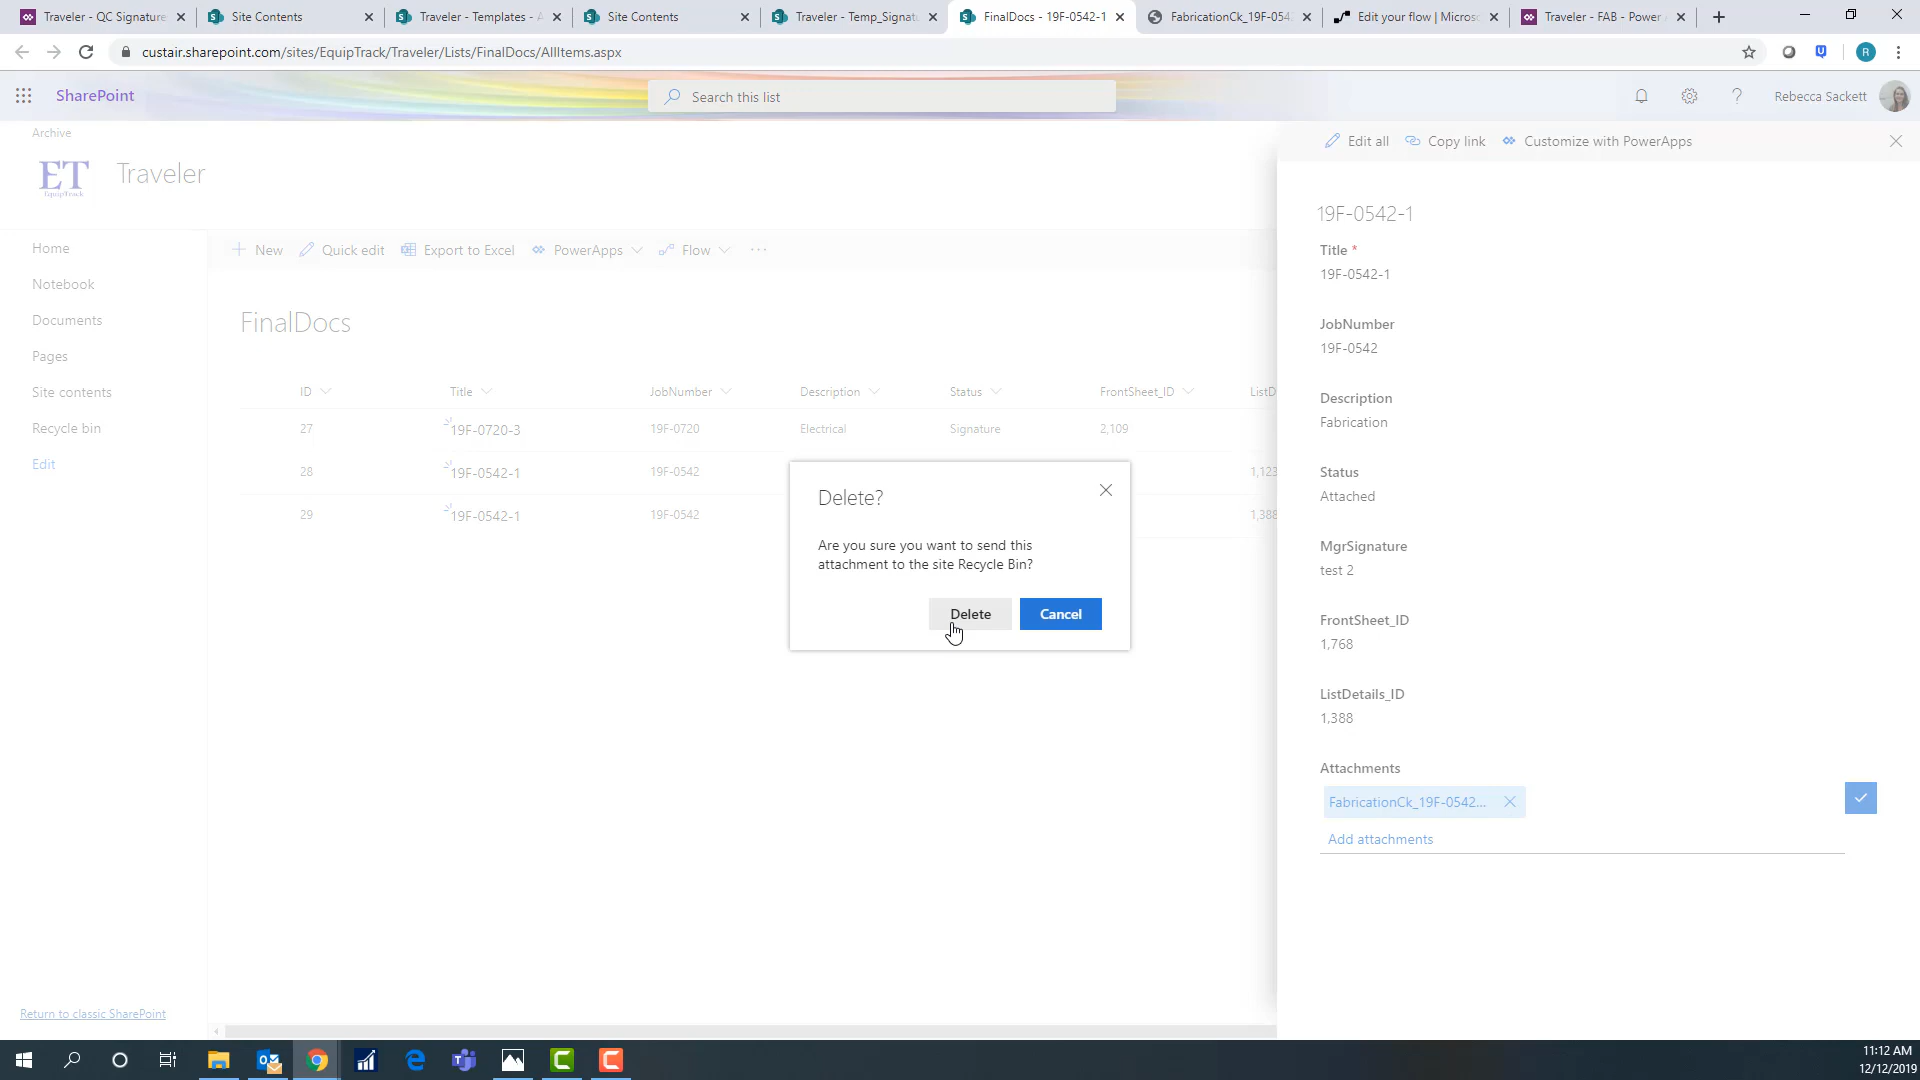 Traveler - QC Signature
Site Contents
Traveler - Templates - A
Site Contents
Traveler - Temp_Signatu
FinalDocs - 19F-0542-1
FabricationCk_19F-054
Edit your flow | Micros
Traveler - FAB - Power A
custair.sharepoint.com/sites/EquipTrack/Traveler/Lists/FinalDocs/AllItems.aspx
R
SharePoint
Search this list
Rebecca Sackett
Archive
ET
EquipTrack
Traveler
Home
Notebook
Documents
Pages
Site contents
Recycle bin
Edit
Return to classic SharePoint
New Quick edit Export to Excel PowerApps Flow ...
FinalDocs
ID Title JobNumber Description Status FrontSheet_ID ListD
27 19F-0720-3 19F-0720 Electrical Signature 2,109
28 19F-0542-1 19F-0542 1,123
29 19F-0542-1 19F-0542 1,388
Delete?
Are you sure you want to send this
attachment to the site Recycle Bin?
Delete Cancel
Edit all Copy link Customize with PowerApps
19F-0542-1
Title *
19F-0542-1
JobNumber
19F-0542
Description
Fabrication
Status
Attached
MgrSignature
test 2
FrontSheet_ID
1,768
ListDetails_ID
1,388
Attachments
FabricationCk_19F-0542...
Add attachments
11:12 AM
12/12/2019